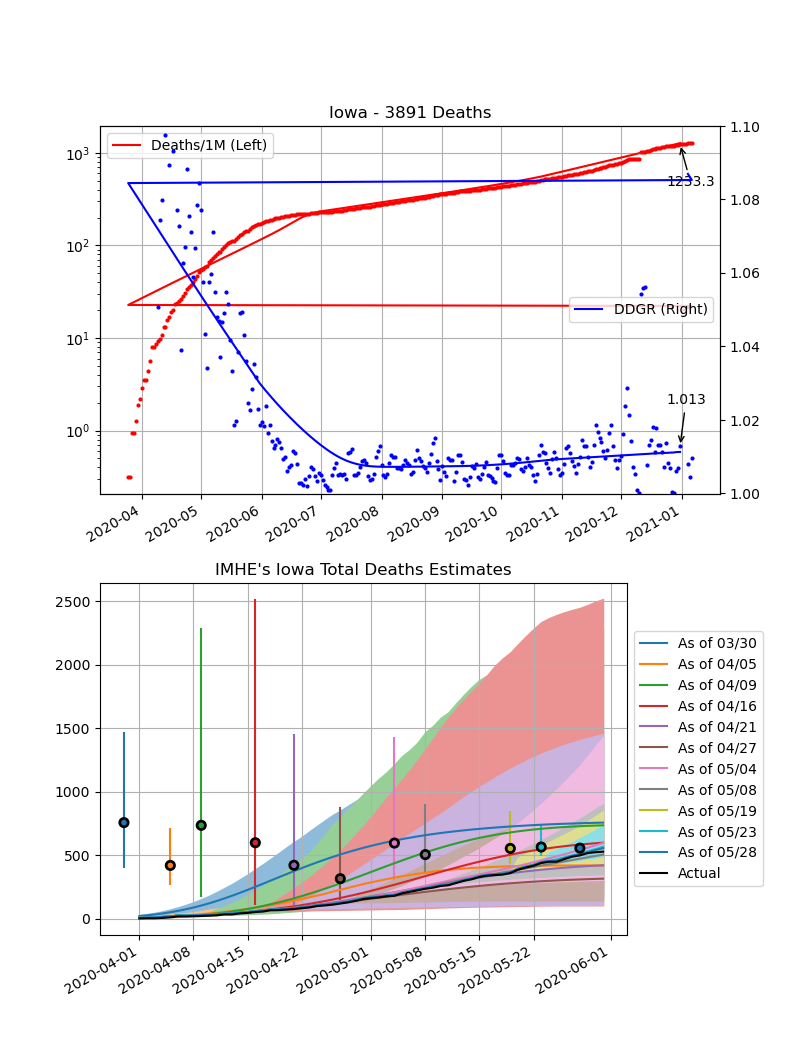 Iowa - 3891 Deaths
Deaths/1M (Left)
DDGR (Right)
1233.3
1.013
10³
10²
10¹
10⁰
1.10
1.08
1.06
1.04
1.02
1.00
2020-04
2020-05
2020-06
2020-07
2020-08
2020-09
2020-10
2020-11
2020-12
2021-01
IMHE's Iowa Total Deaths Estimates
2500
2000
1500
1000
500
0
2020-04-01
2020-04-08
2020-04-15
2020-04-22
2020-05-01
2020-05-08
2020-05-15
2020-05-22
2020-06-01
As of 03/30
As of 04/05
As of 04/09
As of 04/16
As of 04/21
As of 04/27
As of 05/04
As of 05/08
As of 05/19
As of 05/23
As of 05/28
Actual